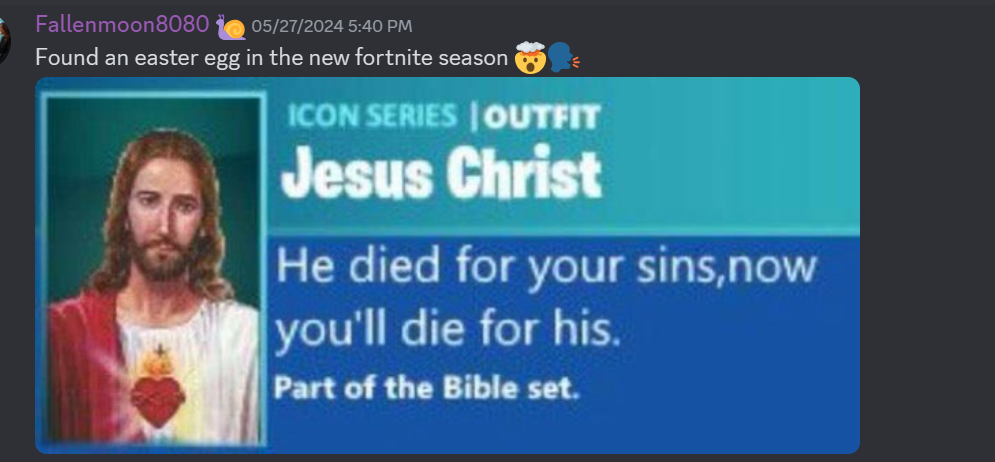 Fallenmoon8080 🐌 05/27/2024 5:40 PM
Found an easter egg in the new fortnite season 🤯🗣️
ICON SERIES | OUTFIT
Jesus Christ
He died for your sins,now
you'll die for his.
Part of the Bible set.